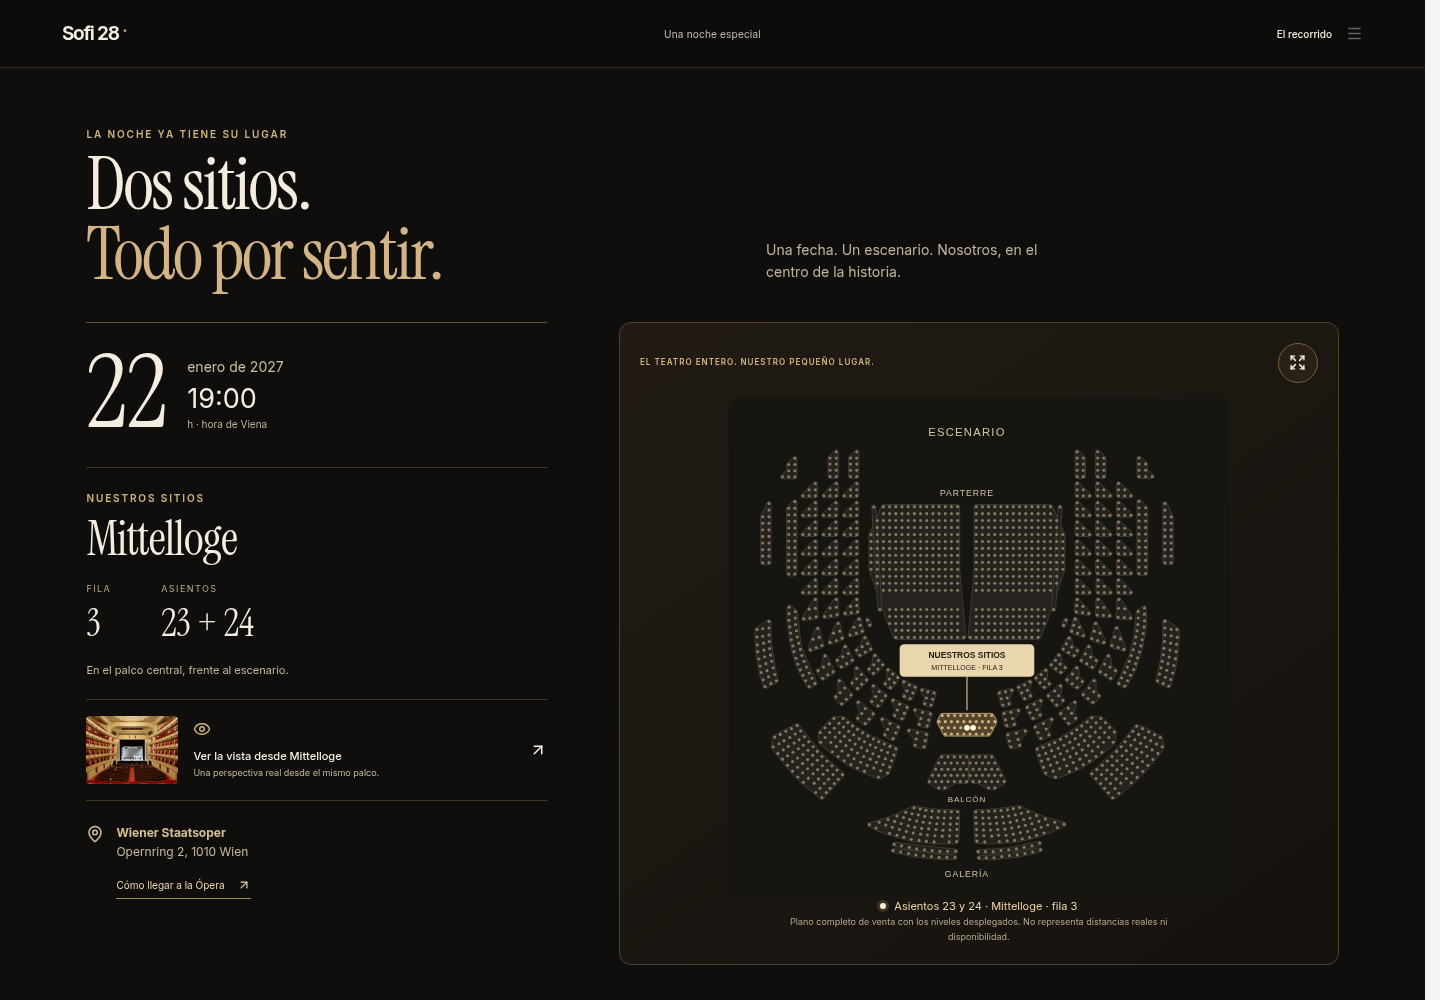 Sofi 28
Una noche especial
El recorrido
LA NOCHE YA TIENE SU LUGAR
Dos sitios.
Todo por sentir.
Una fecha. Un escenario. Nosotros, en el
centro de la historia.
22
enero de 2027
19:00
h · hora de Viena
NUESTROS SITIOS
Mittelloge
FILA
ASIENTOS
3
23 + 24
En el palco central, frente al escenario.
Ver la vista desde Mittelloge
Una perspectiva real desde el mismo palco.
Wiener Staatsoper
Opernring 2, 1010 Wien
Cómo llegar a la Ópera
EL TEATRO ENTERO. NUESTRO PEQUEÑO LUGAR.
ESCENARIO
PARTERRE
NUESTROS SITIOS
MITTELLOGE · FILA 3
BALCÓN
GALERÍA
Asientos 23 y 24 · Mittelloge · fila 3
Plano completo de venta con los niveles desplegados. No representa distancias reales ni
disponibilidad.